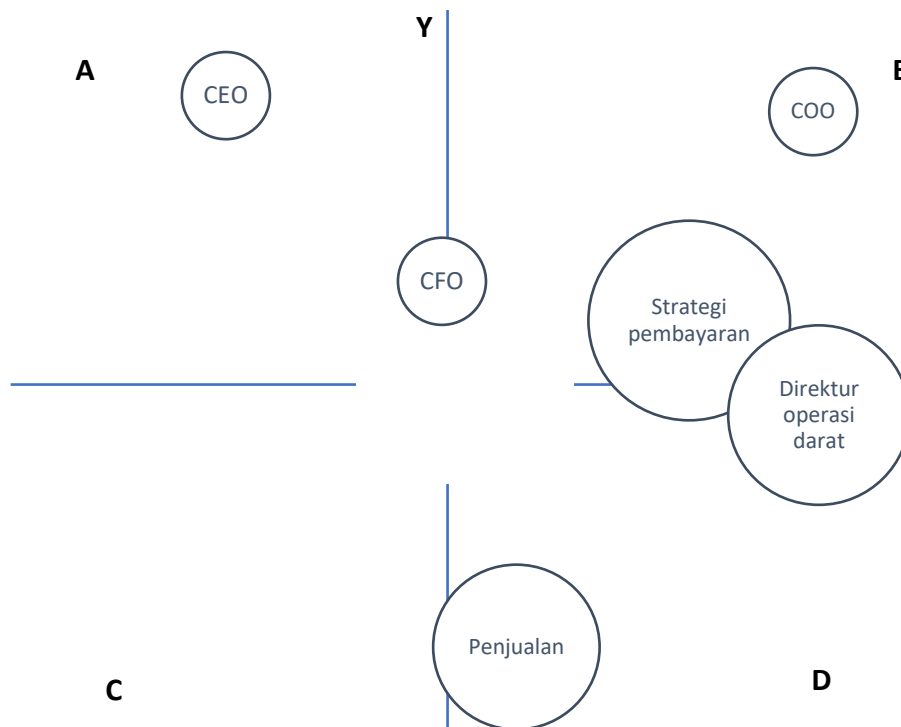 Y
A
CEO
COO
CFO
Strategi
pembayaran
Direktur
operasi
darat
Penjualan
C
D